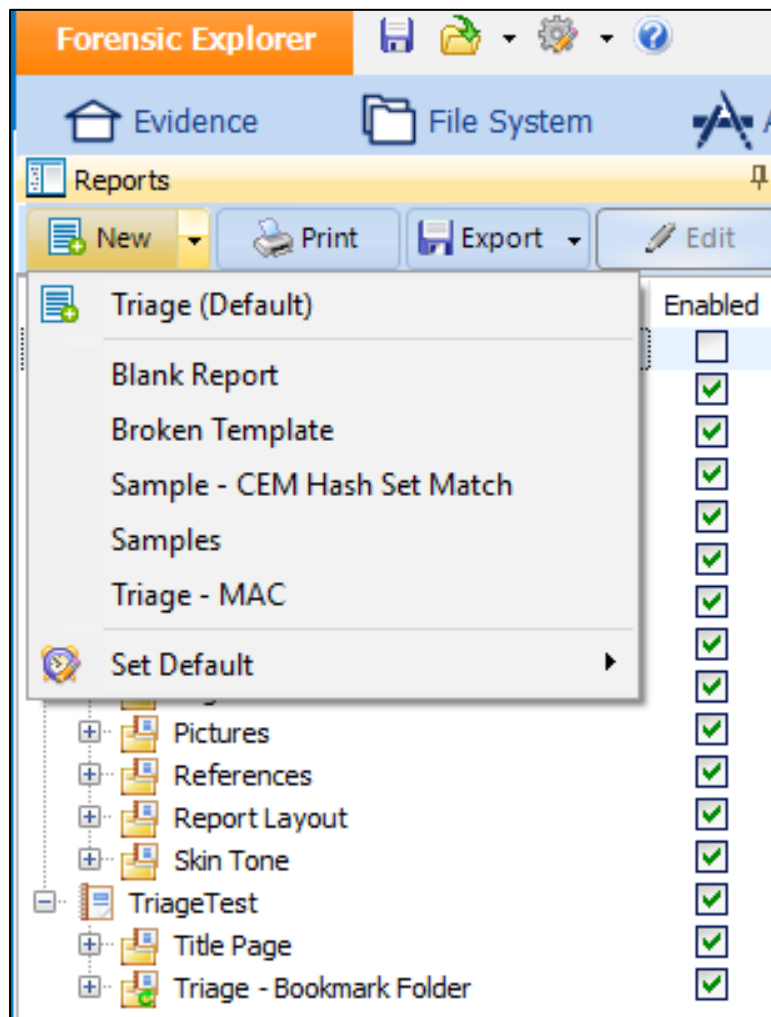 Forensic Explorer
Evidence File System
Reports
New Print Export Edit
Triage (Default) Enabled
Blank Report
Broken Template
Sample - CEM Hash Set Match
Samples
Triage - MAC
Set Default
Pictures
References
Report Layout
Skin Tone
TriageTest
Title Page
Triage - Bookmark Folder